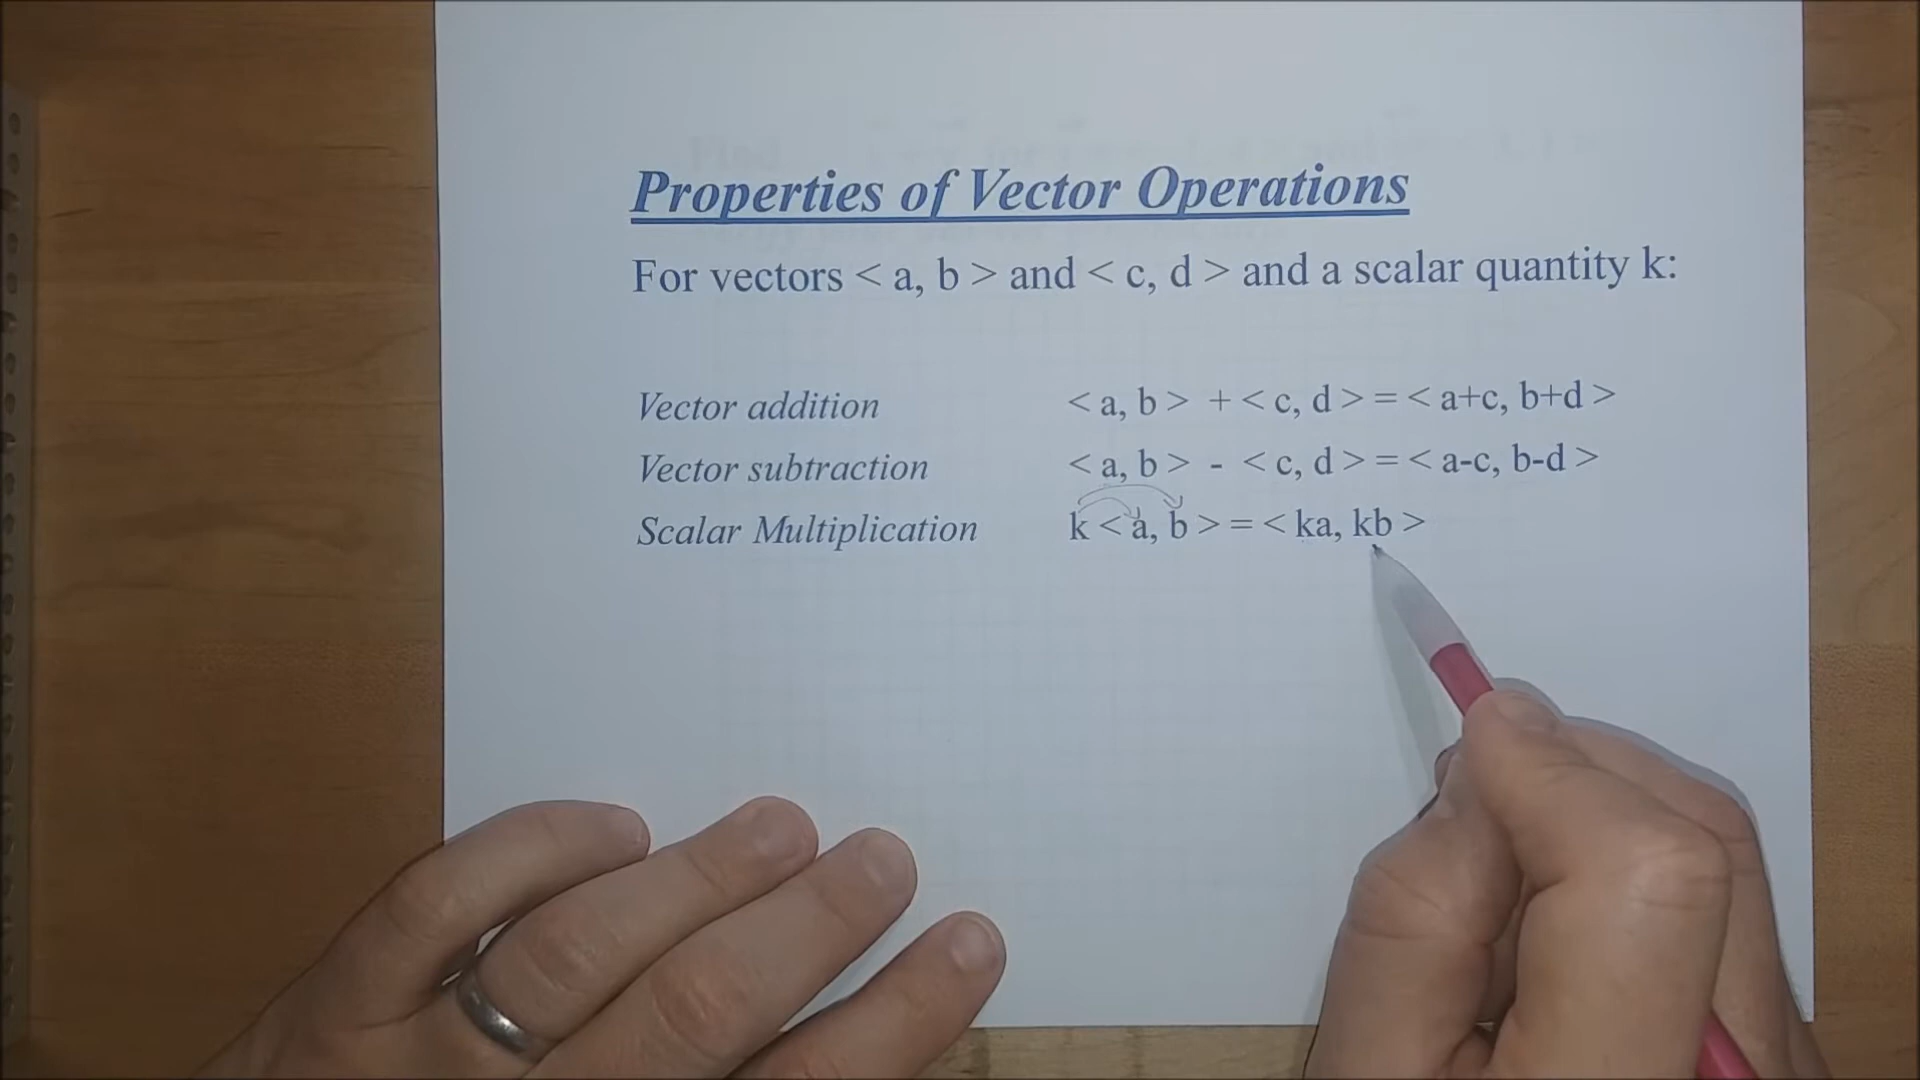 Properties of Vector Operations
For vectors < a, b > and < c, d > and a scalar quantity k:
Vector addition < a, b > + < c, d > = < a+c, b+d >
Vector subtraction < a, b > - < c, d > = < a-c, b-d >
Scalar Multiplication k < a, b > = < ka, kb >